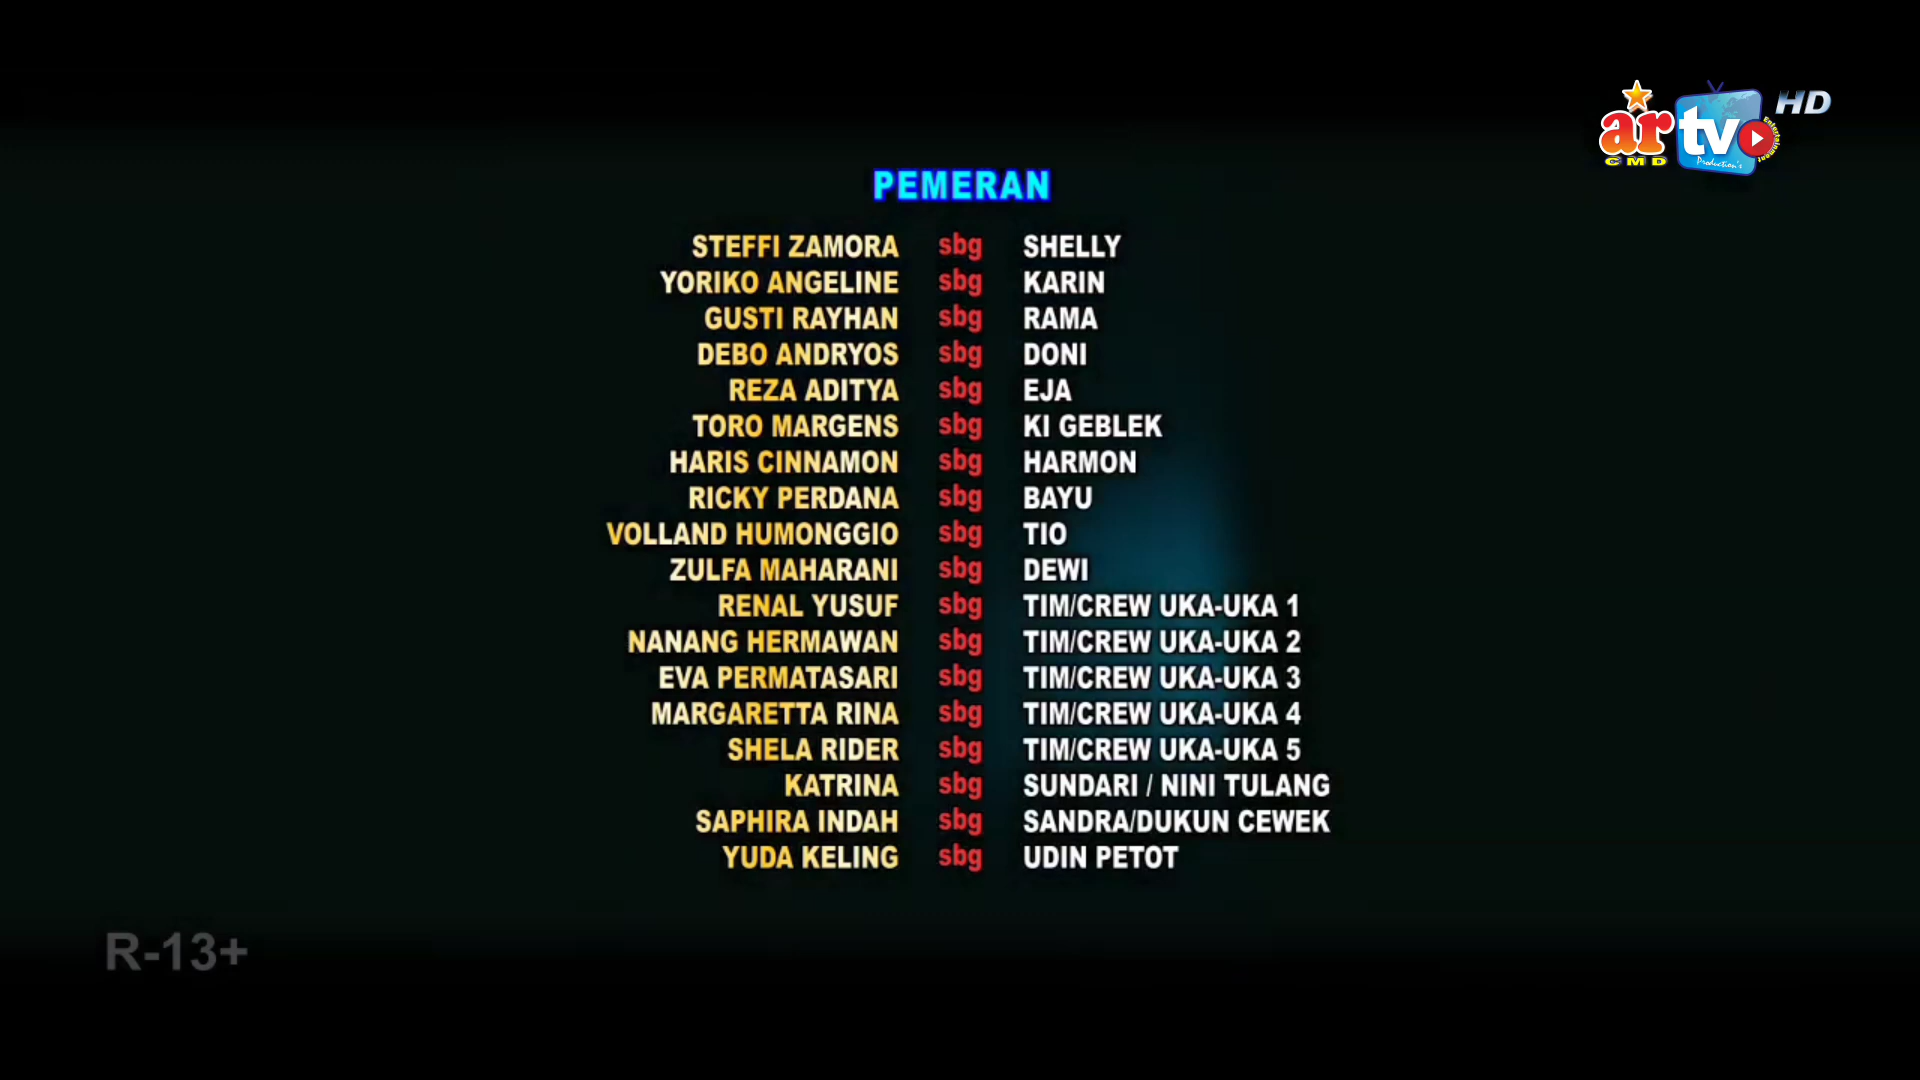 ar tv HD
CMD Production's Entertainment
PEMERAN
STEFFI ZAMORA sbg SHELLY
YORIKO ANGELINE sbg KARIN
GUSTI RAYHAN sbg RAMA
DEBO ANDRYOS sbg DONI
REZA ADITYA sbg EJA
TORO MARGENS sbg KI GEBLEK
HARIS CINNAMON sbg HARMON
RICKY PERDANA sbg BAYU
VOLLAND HUMONGGIO sbg TIO
ZULFA MAHARANI sbg DEWI
RENAL YUSUF sbg TIM/CREW UKA-UKA 1
NANANG HERMAWAN sbg TIM/CREW UKA-UKA 2
EVA PERMATASARI sbg TIM/CREW UKA-UKA 3
MARGARETTA RINA sbg TIM/CREW UKA-UKA 4
SHELA RIDER sbg TIM/CREW UKA-UKA 5
KATRINA sbg SUNDARI / NINI TULANG
SAPHIRA INDAH sbg SANDRA/DUKUN CEWEK
YUDA KELING sbg UDIN PETOT
R-13+